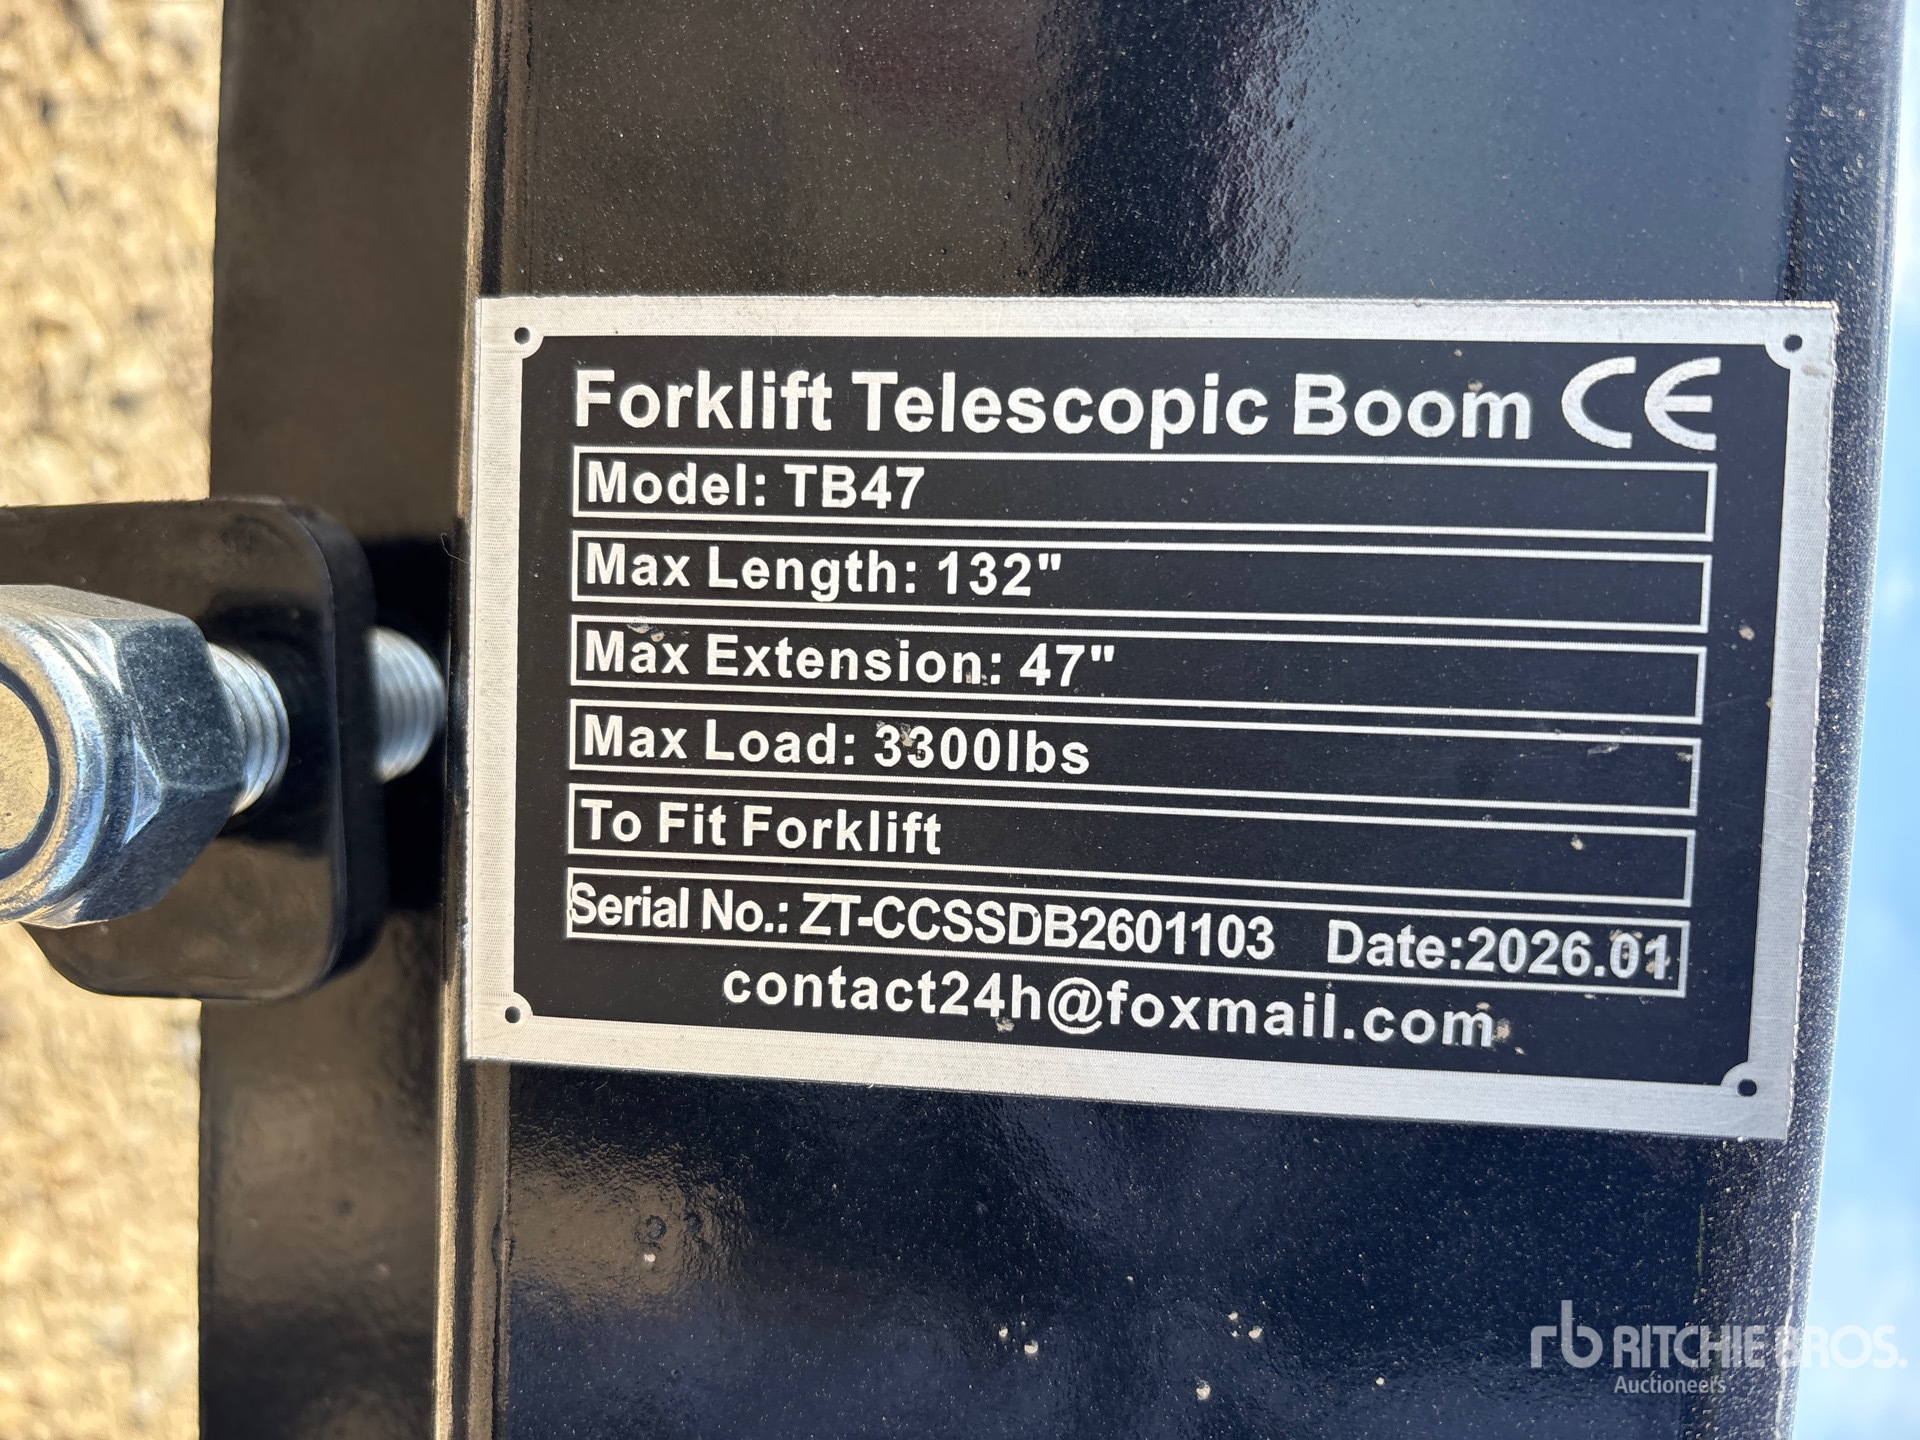 Forklift Telescopic Boom CE
Model: TB47
Max Length: 132"
Max Extension: 47"
Max Load: 3300lbs
To Fit Forklift
Serial No.: ZT-CCSSDB2601103 Date:2026.01
contact24h@foxmail.com
rb RITCHIE BROS.
Auctioneers